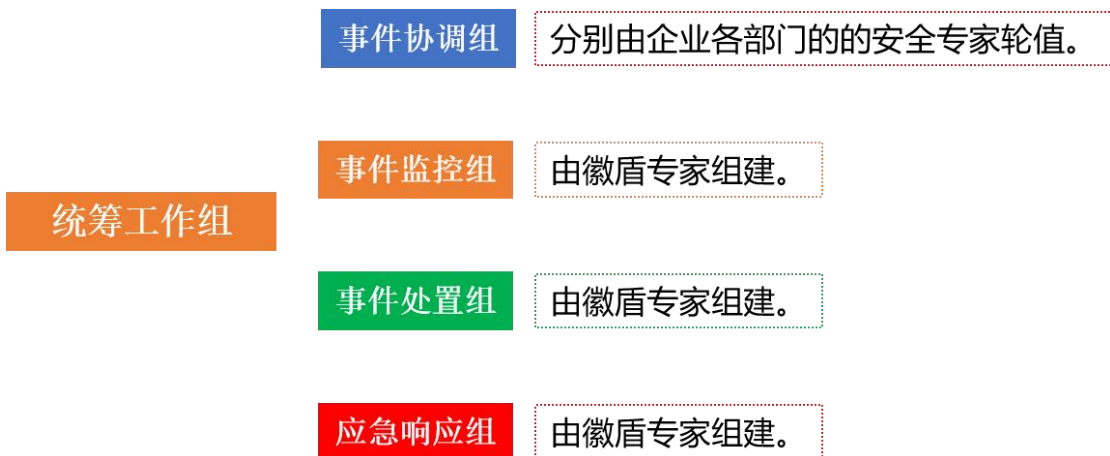 事件协调组
分别由企业各部门的的安全专家轮值。
事件监控组
由徽盾专家组建。
统筹工作组
事件处置组
由徽盾专家组建。
应急响应组
由徽盾专家组建。